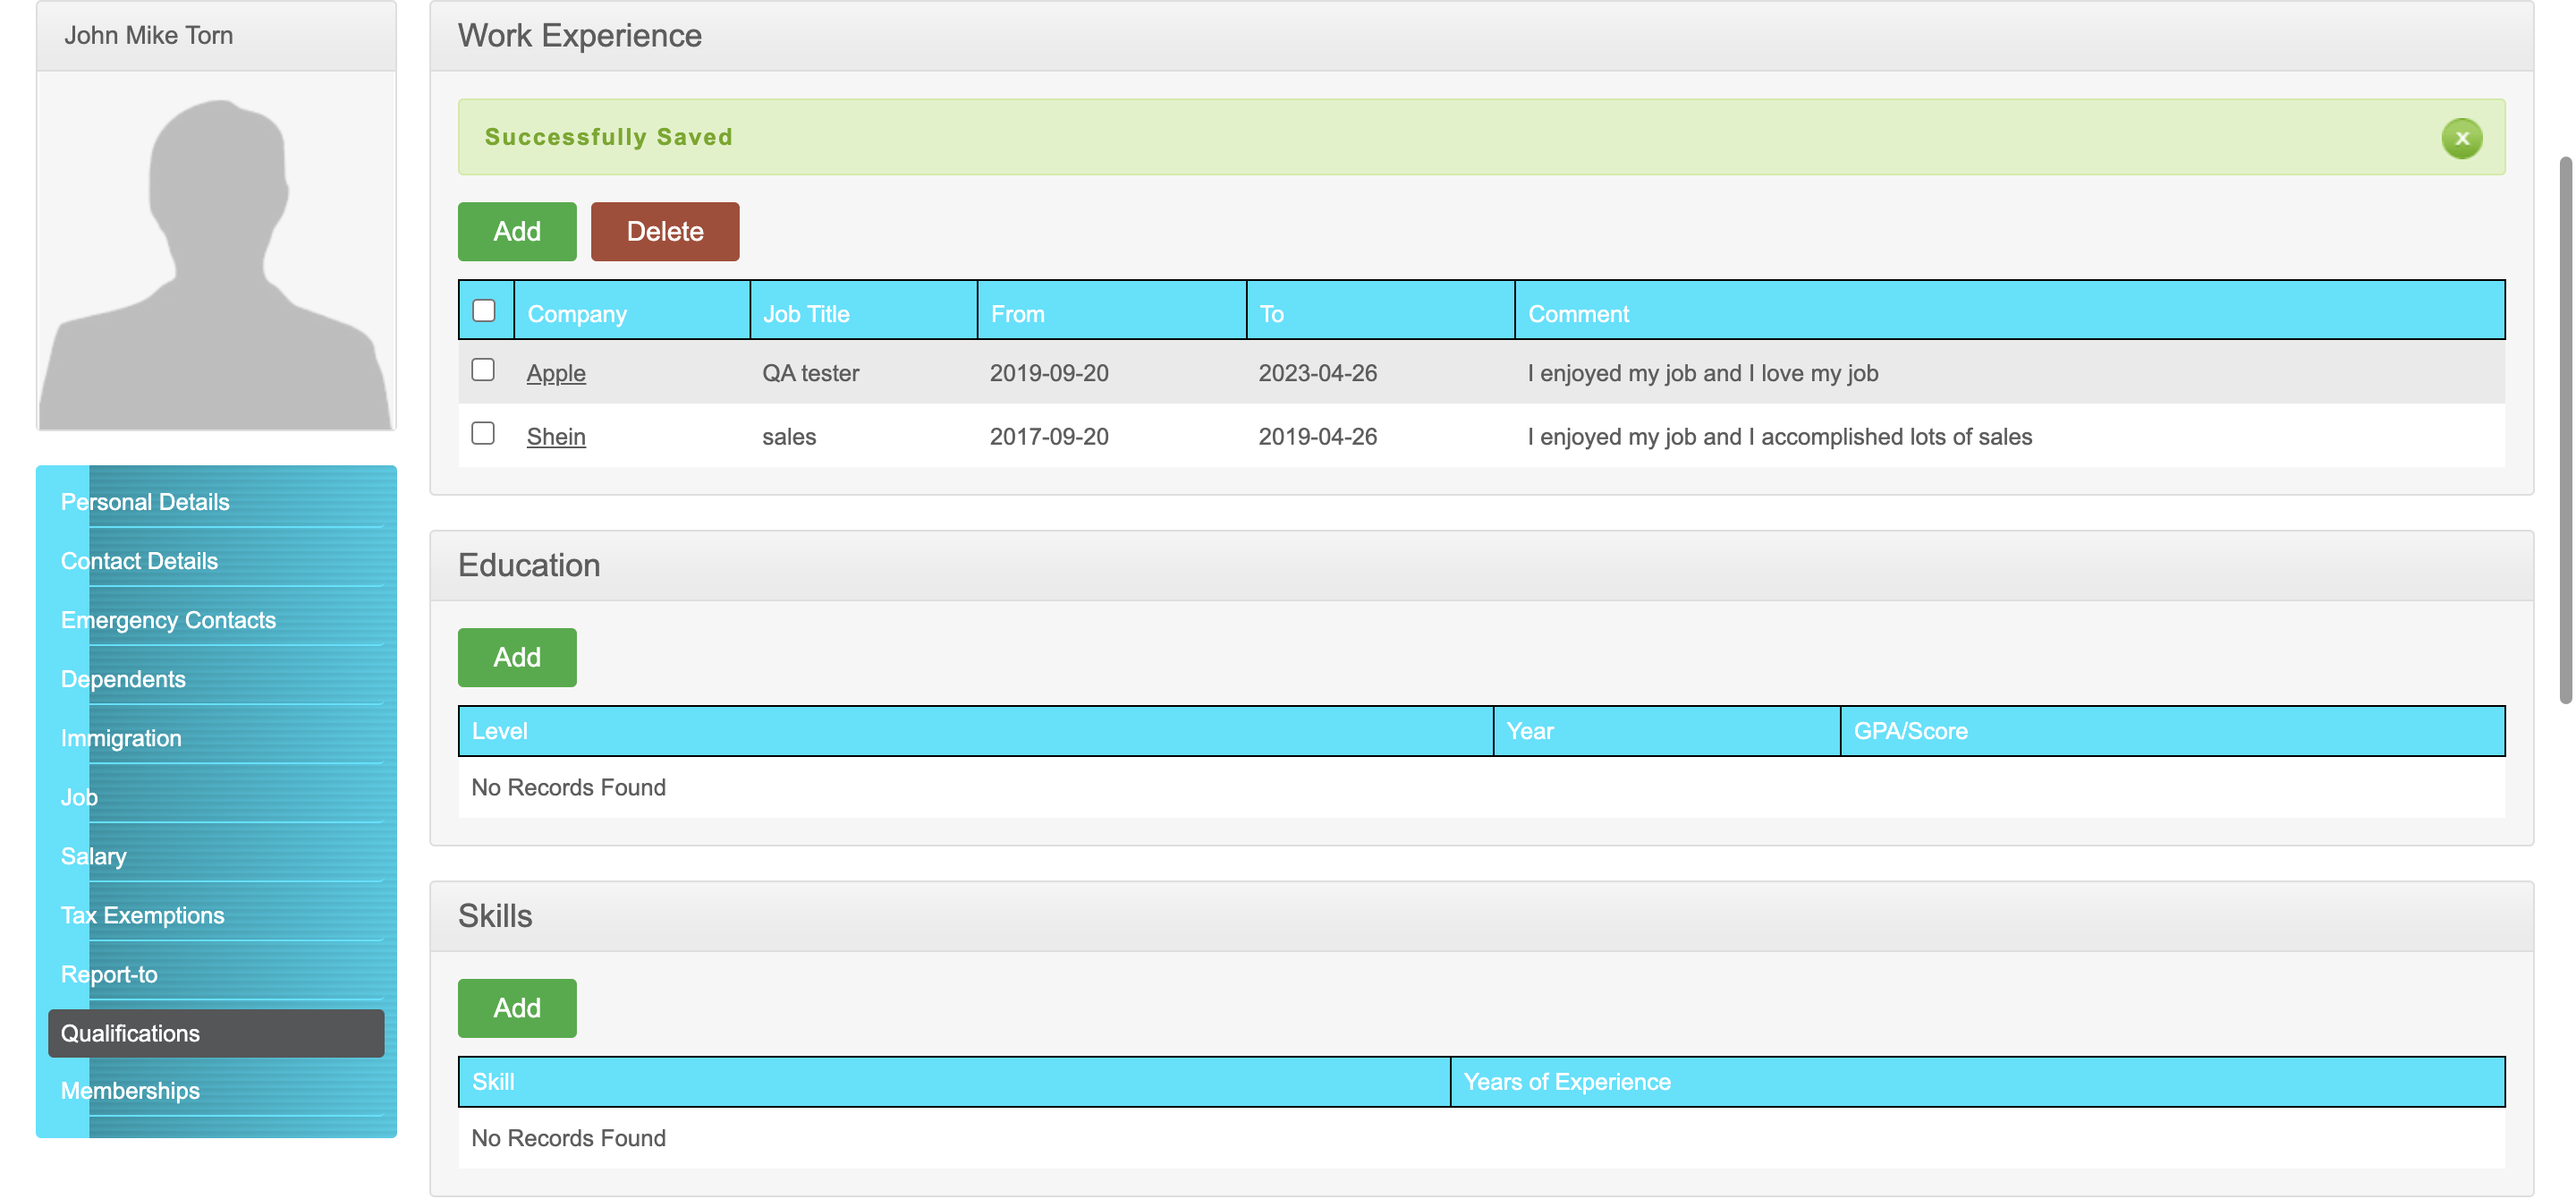 John Mike Torn
Personal Details
Contact Details
Emergency Contacts
Dependents
Immigration
Job
Salary
Tax Exemptions
Report-to
Qualifications
Memberships
Work Experience
Successfully Saved
x
Add Delete
Company Job Title From To Comment
Apple QA tester 2019-09-20 2023-04-26 I enjoyed my job and I love my job
Shein sales 2017-09-20 2019-04-26 I enjoyed my job and I accomplished lots of sales
Education
Add
Level Year GPA/Score
No Records Found
Skills
Add
Skill Years of Experience
No Records Found